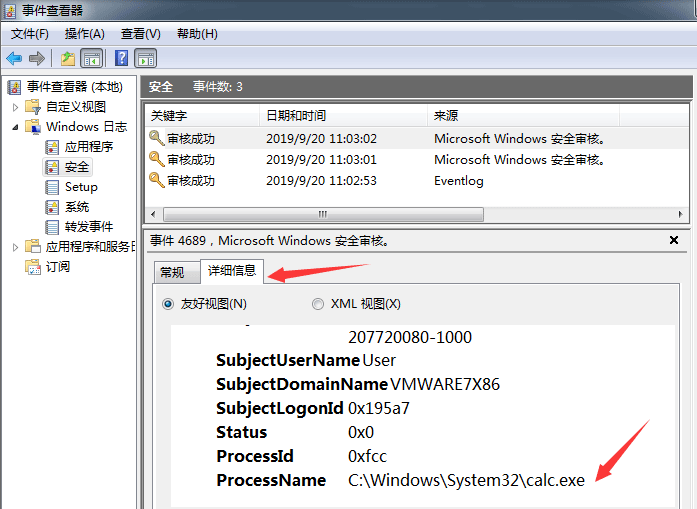 事件查看器
文件(F) 操作(A) 查看(V) 帮助(H)
事件查看器 (本地)
自定义视图
Windows 日志
应用程序
安全
Setup
系统
转发事件
应用程序和服务日
订阅
安全 事件数: 3
关键字 日期和时间 来源
审核成功 2019/9/20 11:03:02 Microsoft Windows 安全审核。
审核成功 2019/9/20 11:03:01 Microsoft Windows 安全审核。
审核成功 2019/9/20 11:02:53 Eventlog
事件 4689，Microsoft Windows 安全审核。
常规 详细信息
友好视图(N) XML 视图(X)
207720080-1000
SubjectUserName User
SubjectDomainName VMWARE7X86
SubjectLogonId 0x195a7
Status 0x0
ProcessId 0xfcc
ProcessName C:\Windows\System32\calc.exe